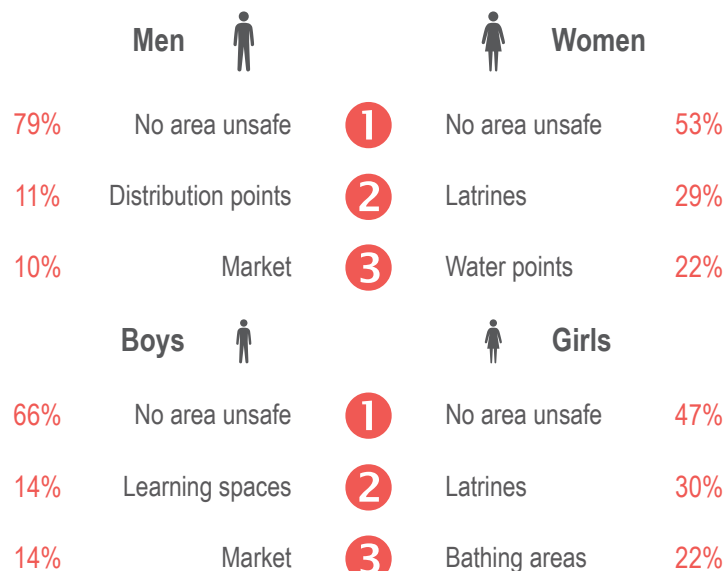 Men Women
79% No area unsafe 1 No area unsafe 53%
11% Distribution points 2 Latrines 29%
10% Market 3 Water points 22%
Boys Girls
66% No area unsafe 1 No area unsafe 47%
14% Learning spaces 2 Latrines 30%
14% Market 3 Bathing areas 22%